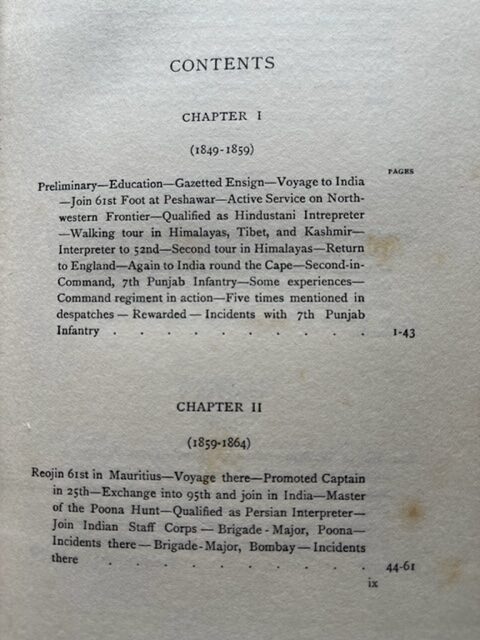 CONTENTS
CHAPTER I
(1849-1859)
PAGES
Preliminary—Education—Gazetted Ensign—Voyage to India
—Join 61st Foot at Peshawar—Active Service on North-
western Frontier—Qualified as Hindustani Intrepreter
—Walking tour in Himalayas, Tibet, and Kashmir—
Interpreter to 52nd—Second tour in Himalayas—Return
to England—Again to India round the Cape—Second-in-
Command, 7th Punjab Infantry—Some experiences—
Command regiment in action—Five times mentioned in
despatches—Rewarded—Incidents with 7th Punjab
Infantry . . . . . . . . . . 1-43
CHAPTER II
(1859-1864)
Reojin 61st in Mauritius—Voyage there—Promoted Captain
in 25th—Exchange into 95th and join in India—Master
of the Poona Hunt—Qualified as Persian Interpreter—
Join Indian Staff Corps—Brigade-Major, Poona—
Incidents there—Brigade-Major, Bombay—Incidents
there . . . . . . . . . . 44-61
ix